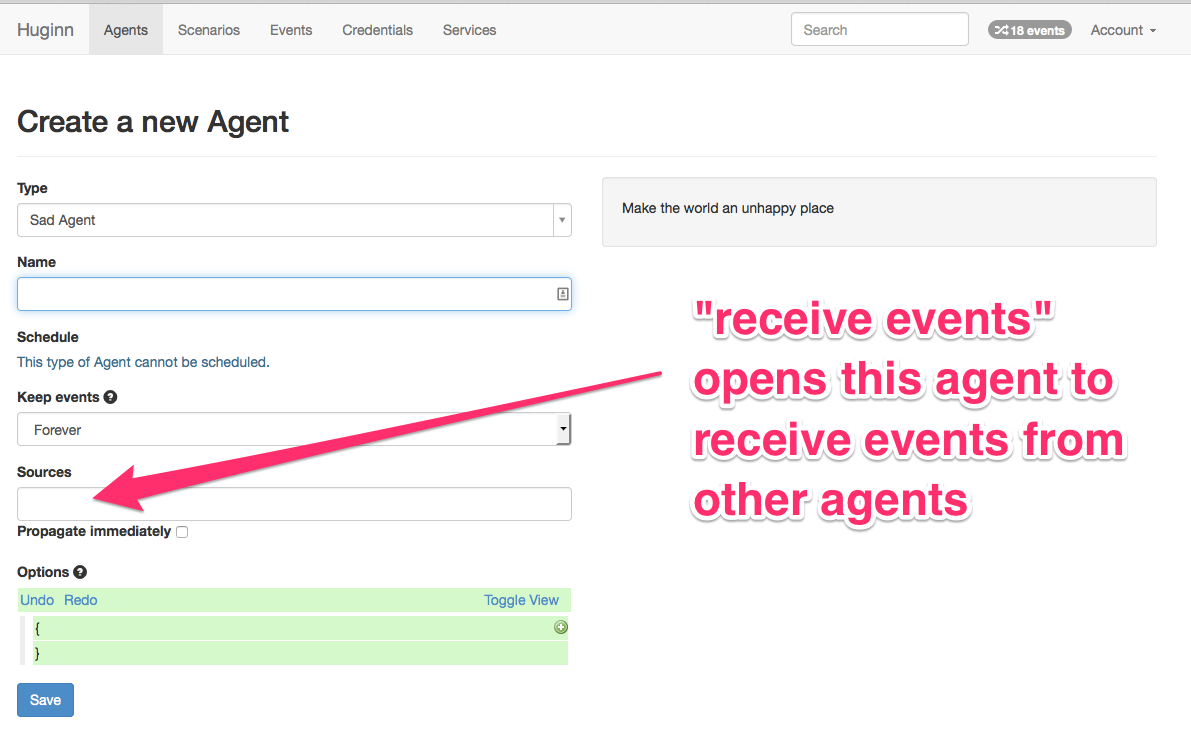 Huginn Agents Scenarios Events Credentials Services Search 18 events Account
Create a new Agent
Type
Sad Agent
Make the world an unhappy place
Name
Schedule
This type of Agent cannot be scheduled.
Keep events ?
Forever
Sources
Propagate immediately
Options ?
Undo Redo Toggle View
{
}
Save
"receive events"
opens this agent to
receive events from
other agents